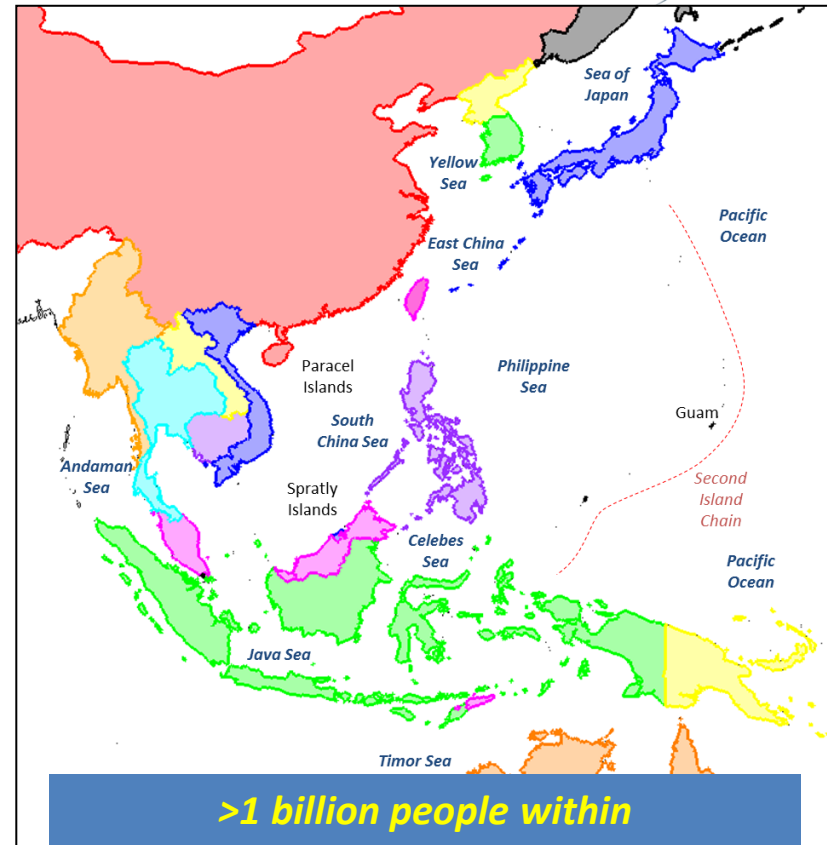 Sea of
Japan
Yellow
Sea
Pacific
Ocean
East China
Sea
Paracel
Islands
Philippine
Sea
South
China Sea
Guam
Andaman
Sea
Spratly
Islands
Second
Island
Chain
Celebes
Sea
Pacific
Ocean
Java Sea
Timor Sea
>1 billion people within